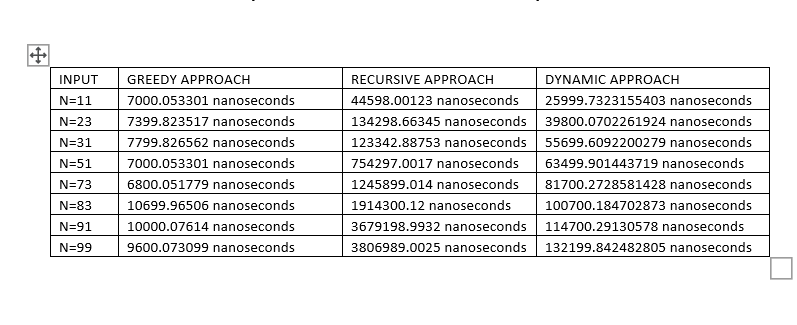 INPUT GREEDY APPROACH RECURSIVE APPROACH DYNAMIC APPROACH
N=11 7000.053301 nanoseconds 44598.00123 nanoseconds 25999.7323155403 nanoseconds
N=23 7399.823517 nanoseconds 134298.66345 nanoseconds 39800.0702261924 nanoseconds
N=31 7799.826562 nanoseconds 123342.88753 nanoseconds 55699.6092200279 nanoseconds
N=51 7000.053301 nanoseconds 754297.0017 nanoseconds 63499.901443719 nanoseconds
N=73 6800.051779 nanoseconds 1245899.014 nanoseconds 81700.2728581428 nanoseconds
N=83 10699.96506 nanoseconds 1914300.12 nanoseconds 100700.184702873 nanoseconds
N=91 10000.07614 nanoseconds 3679198.9932 nanoseconds 114700.29130578 nanoseconds
N=99 9600.073099 nanoseconds 3806989.0025 nanoseconds 132199.842482805 nanoseconds